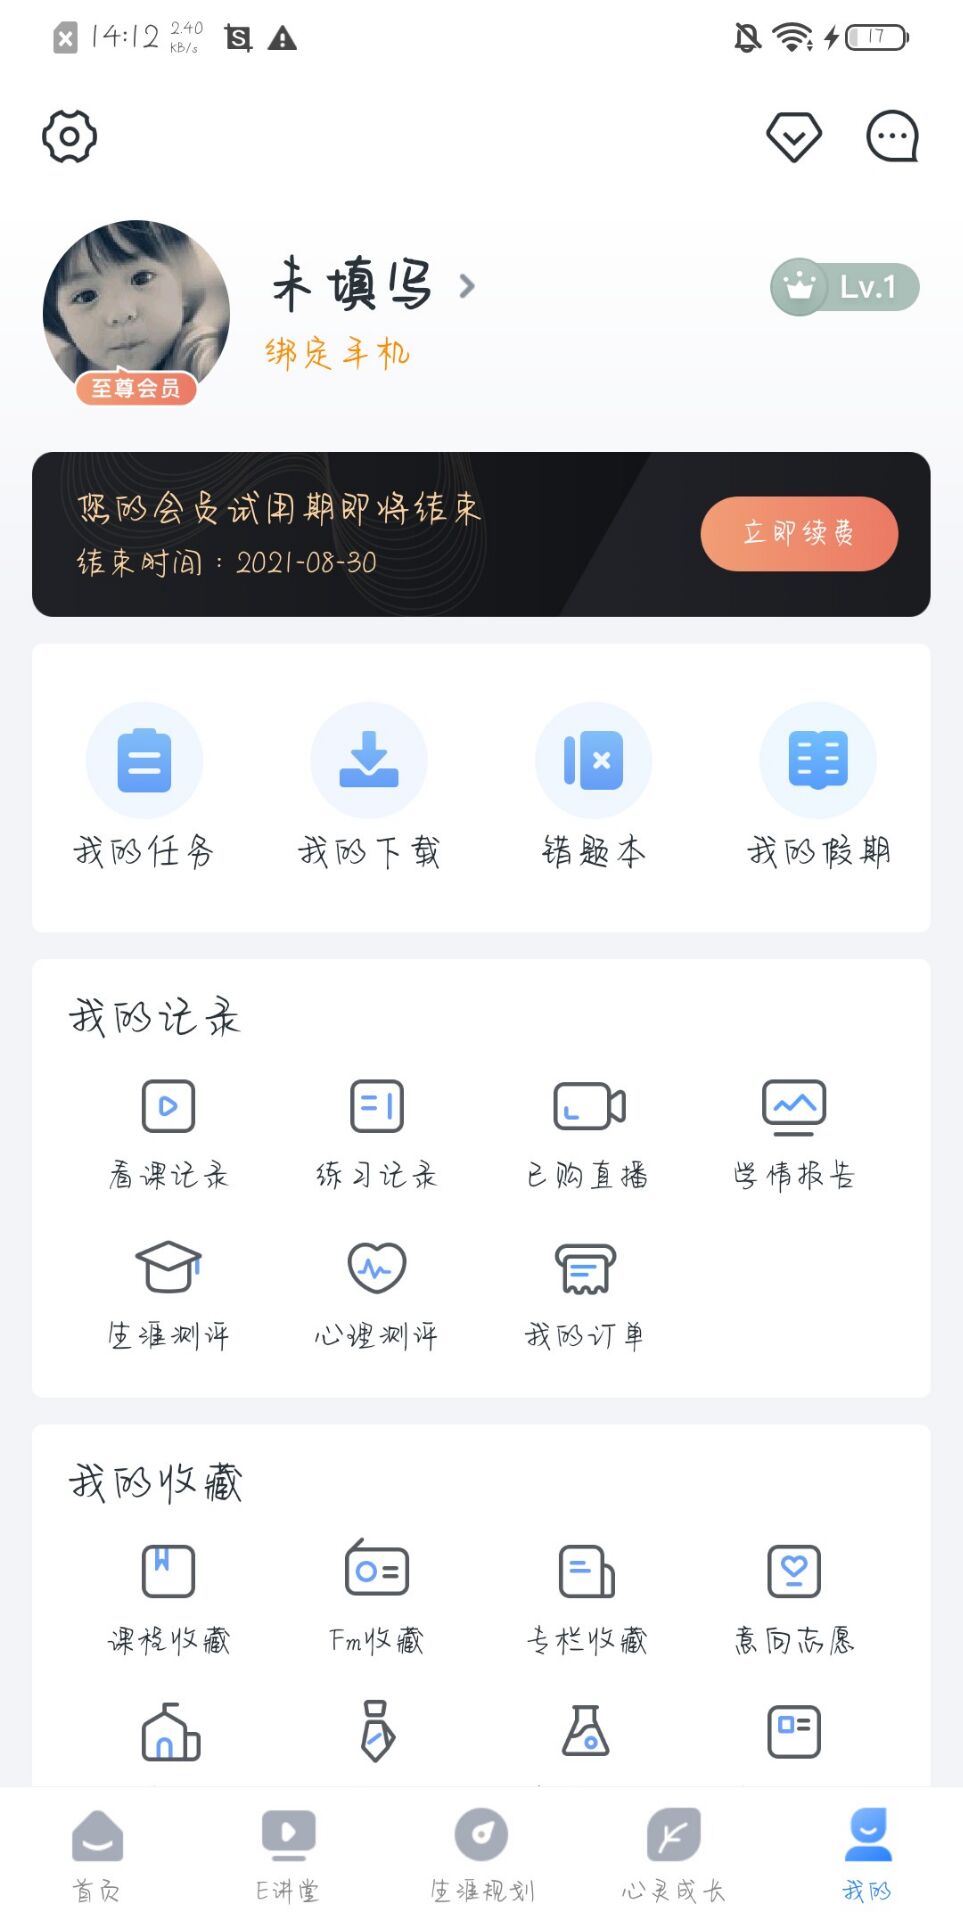 14:12 2.40 KB/s 17
未填写
Lv.1
绑定手机
至尊会员
您的会员试用期即将结束
结束时间：2021-08-30
立即续费
我的任务 我的下载 错题本 我的假期
我的记录
看课记录 练习记录 已购直播 学情报告
生涯测评 心理测评 我的订单
我的收藏
课程收藏 Fm收藏 专栏收藏 意向志愿
首页 E讲堂 生涯规划 心灵成长 我的